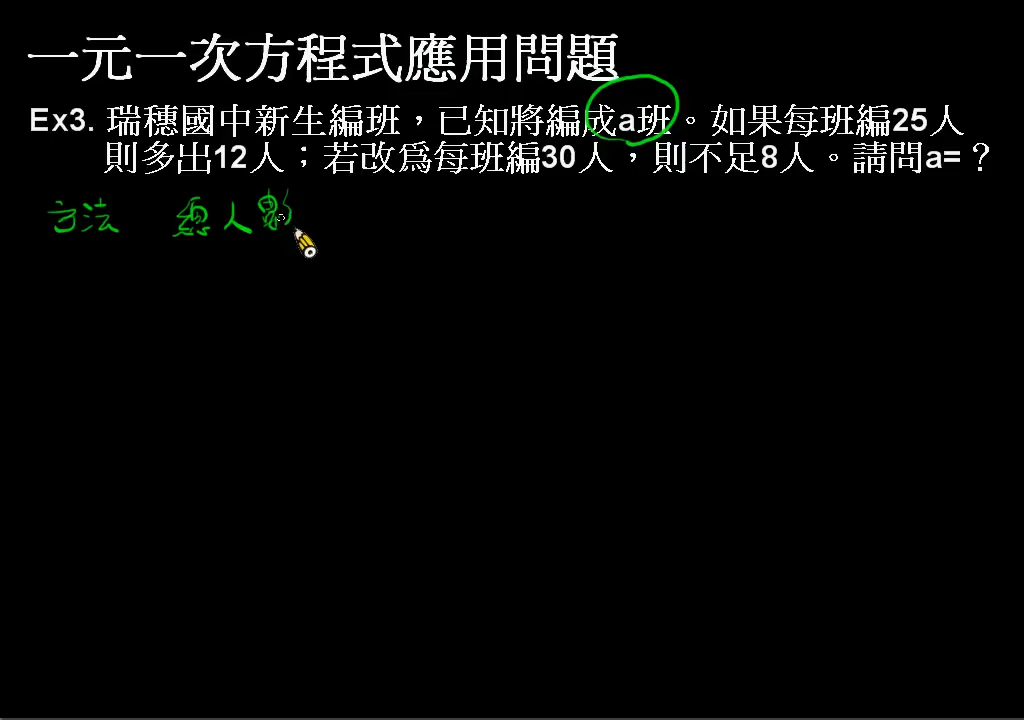 一元一次方程式應用問題
Ex3. 瑞穗國中新生編班，已知將編成a班。如果每班編25人
則多出12人；若改為每班編30人，則不足8人。請問a=？
方法 總人數